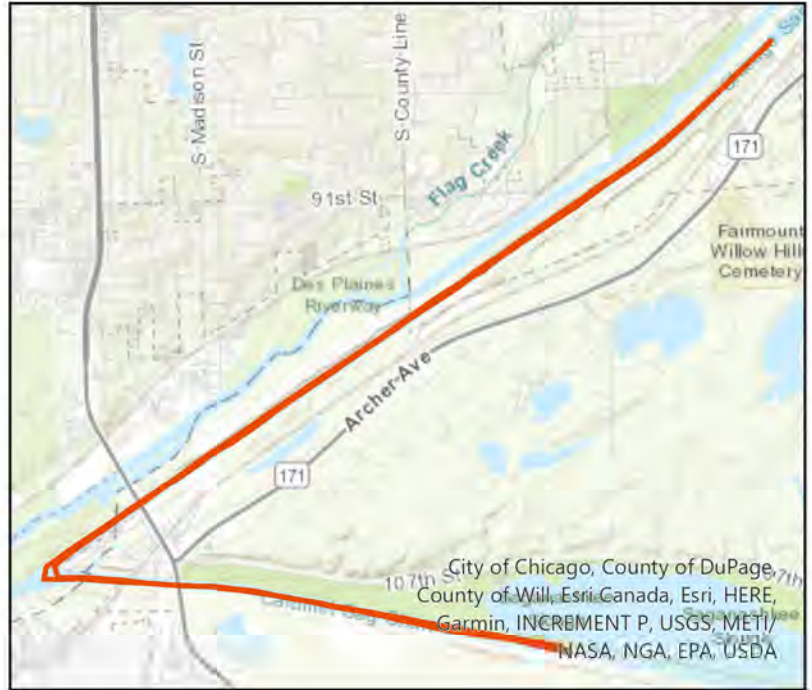 S Madison St
S County Line
Flag Creek
91st St
171
Fairmount
Willow Hill
Cemetery
Des Plaines
Riverway
Archer Ave
171
107th St
City of Chicago, County of DuPage,
County of Will, Esri Canada, Esri, HERE,
Garmin, INCREMENT P, USGS, METI/
NASA, NGA, EPA, USDA